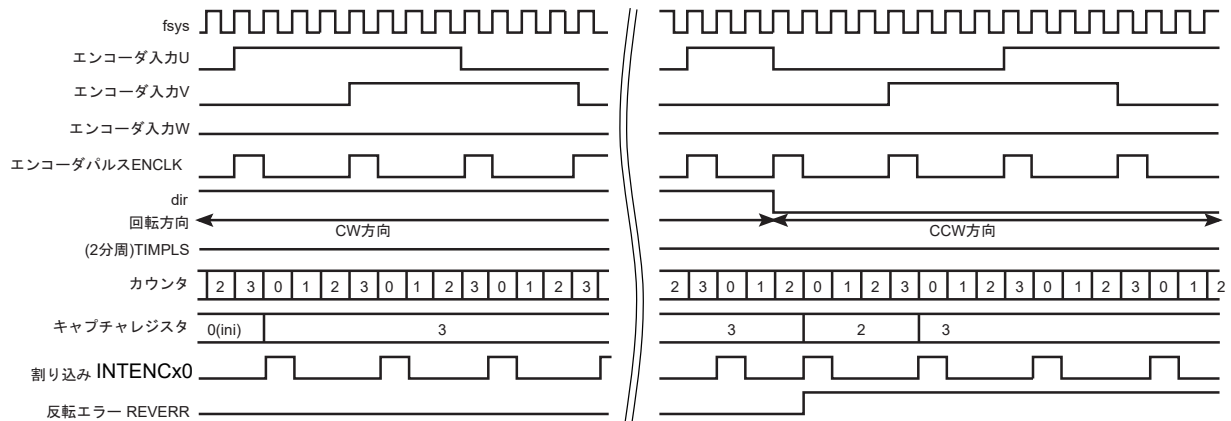 fsys
エンコーダ入力U
エンコーダ入力V
エンコーダ入力W
エンコーダパルスENCLK
dir
回転方向
CW方向
CCW方向
(2分周)TIMPLS
カウンタ 2 3 0 1 2 3 0 1 2 3 0 1 2 3 2 3 0 1 2 0 1 2 3 0 1 2 3 0 1 2
キャプチャレジスタ 0(ini) 3 3 2 3
割り込み INTENCx0
反転エラー REVERR